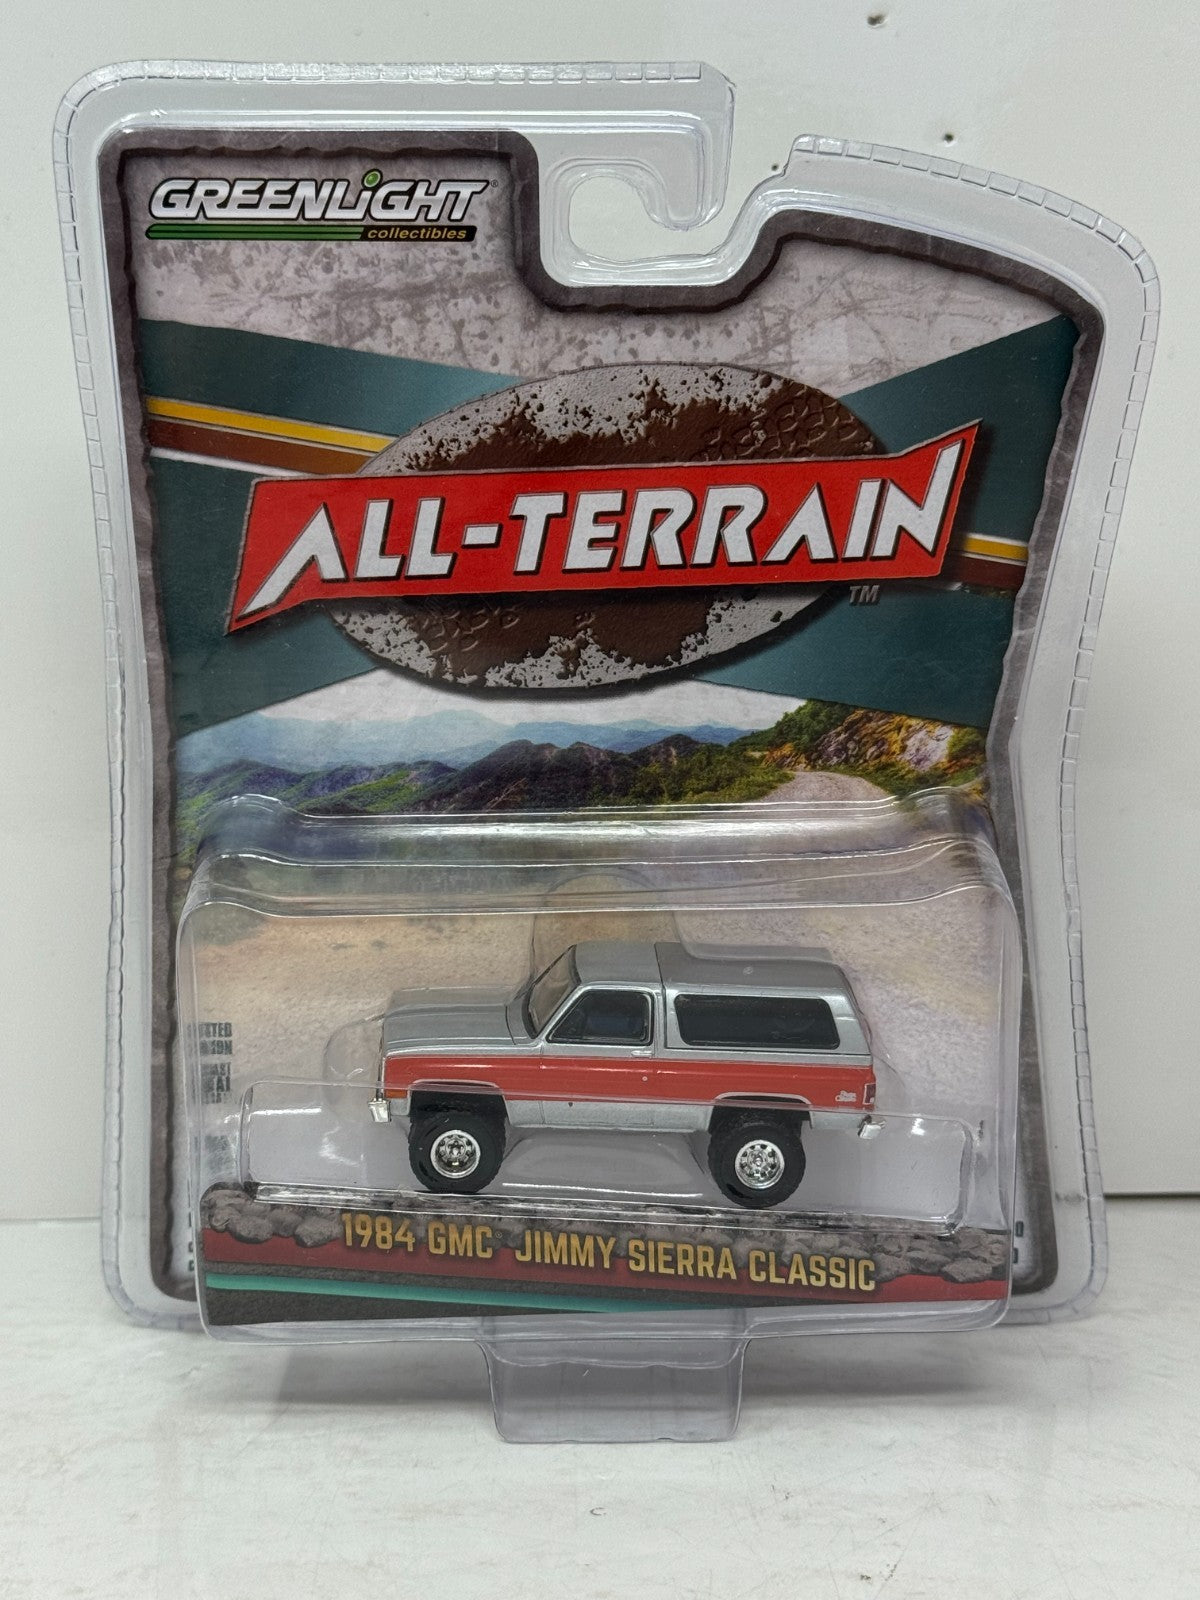 GREENLiGHT®
collectibles
ALL-TERRAIN
TM
1984 GMC® JIMMY SIERRA CLASSIC